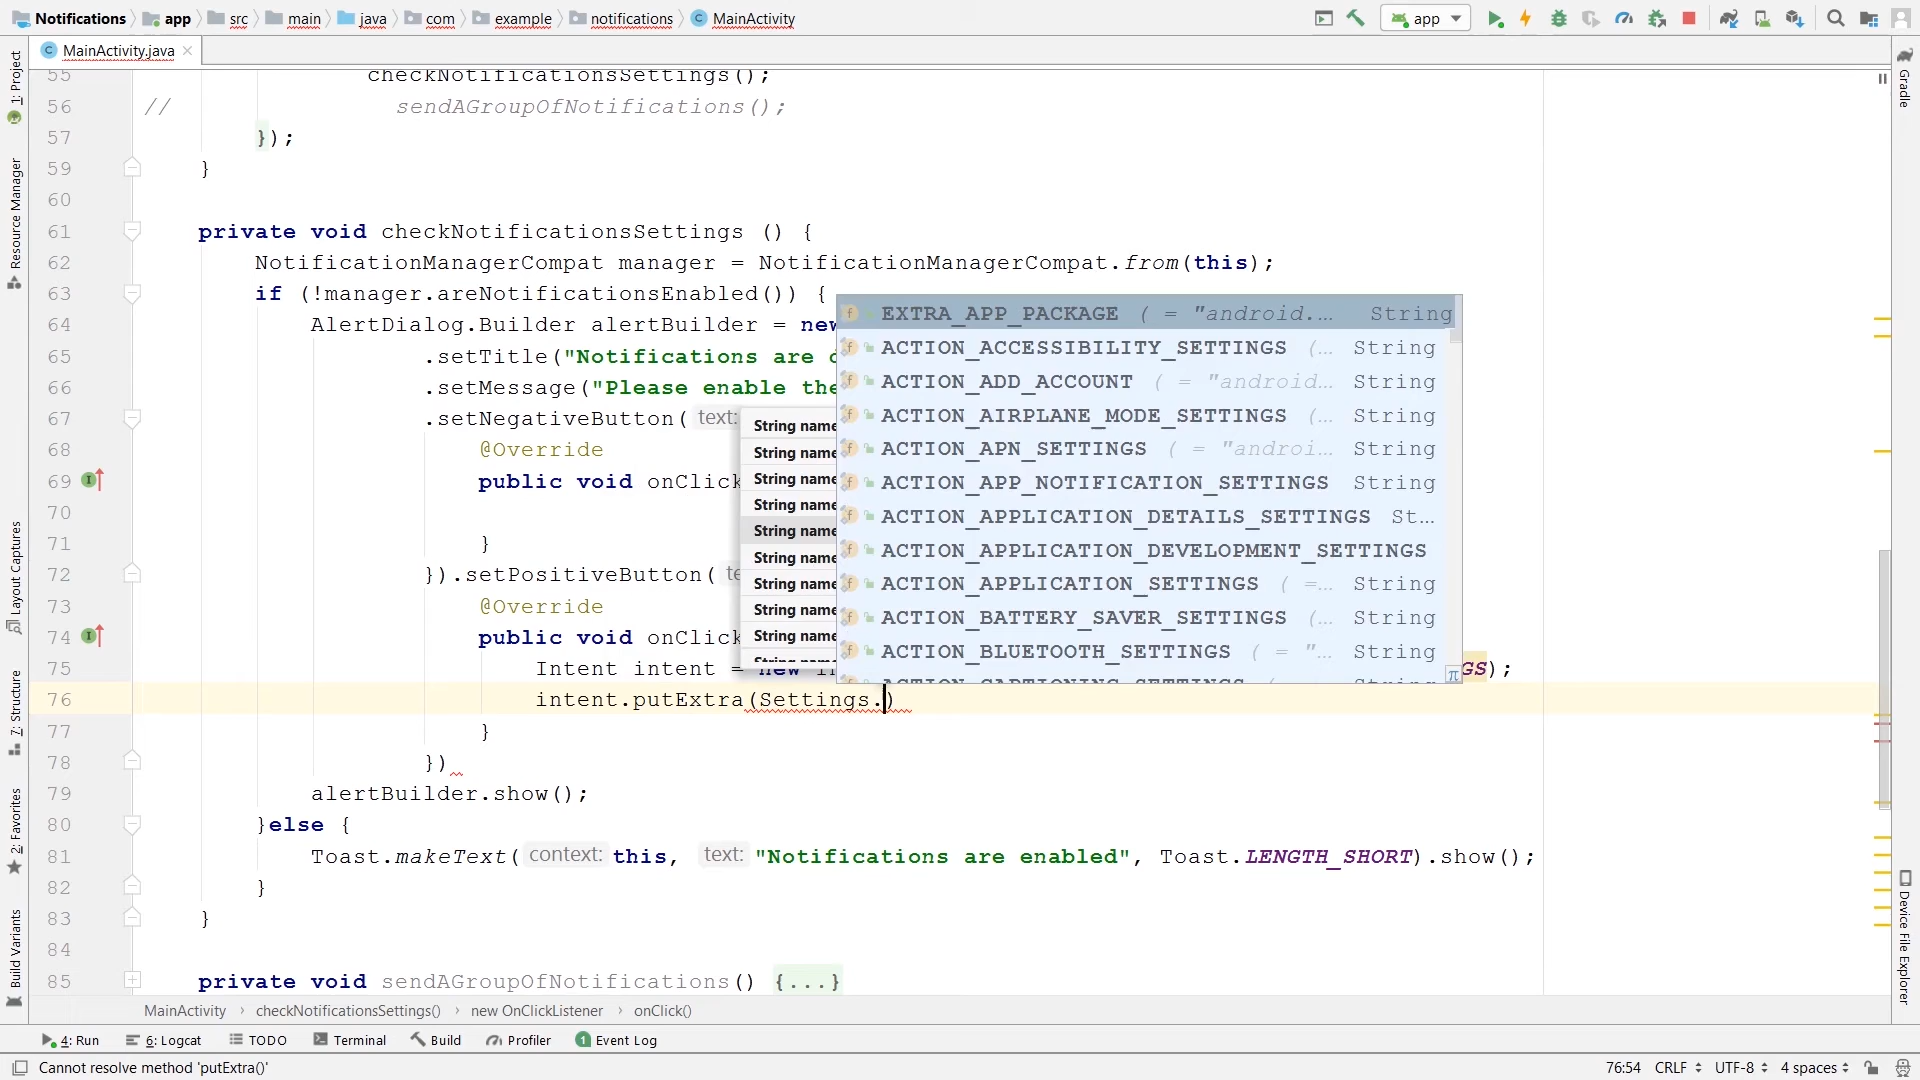 Notifications app src main java com example notifications MainActivity app
MainActivity.java
1: Project
Resource Manager
Layout Captures
7: Structure
2: Favorites
Build Variants
Gradle
Device File Explorer
55 checkNotificationsSettings();
56 // sendAGroupOfNotifications();
57 });
59 }
60
61 private void checkNotificationsSettings () {
62 NotificationManagerCompat manager = NotificationManagerCompat.from(this);
63 if (!manager.areNotificationsEnabled()) {
64 AlertDialog.Builder alertBuilder = new
65 .setTitle("Notifications are
66 .setMessage("Please enable the
67 .setNegativeButton( text:
68 @Override
69 public void onClick
70
71 }
72 }).setPositiveButton(
73 @Override
74 public void onClick
75 Intent intent = new GS);
76 intent.putExtra(Settings.)
77 }
78 })
79 alertBuilder.show();
80 }else {
81 Toast.makeText( context: this, text: "Notifications are enabled", Toast.LENGTH_SHORT).show();
82 }
83 }
84
85 private void sendAGroupOfNotifications() {...}
String name
String name
String name
String name
String name
String name
String name
String name
String name
String name
EXTRA_APP_PACKAGE ( = "android.... String
ACTION_ACCESSIBILITY_SETTINGS (... String
ACTION_ADD_ACCOUNT ( = "android... String
ACTION_AIRPLANE_MODE_SETTINGS (... String
ACTION_APN_SETTINGS ( = "androi... String
ACTION_APP_NOTIFICATION_SETTINGS String
ACTION_APPLICATION_DETAILS_SETTINGS St...
ACTION_APPLICATION_DEVELOPMENT_SETTINGS
ACTION_APPLICATION_SETTINGS ( =... String
ACTION_BATTERY_SAVER_SETTINGS (... String
ACTION_BLUETOOTH_SETTINGS ( = "... String
ACTION_CAPTIONING_SETTINGS
π
MainActivity › checkNotificationsSettings() › new OnClickListener › onClick()
4: Run 6: Logcat TODO Terminal Build Profiler 1 Event Log
Cannot resolve method 'putExtra()' 76:54 CRLF UTF-8 4 spaces